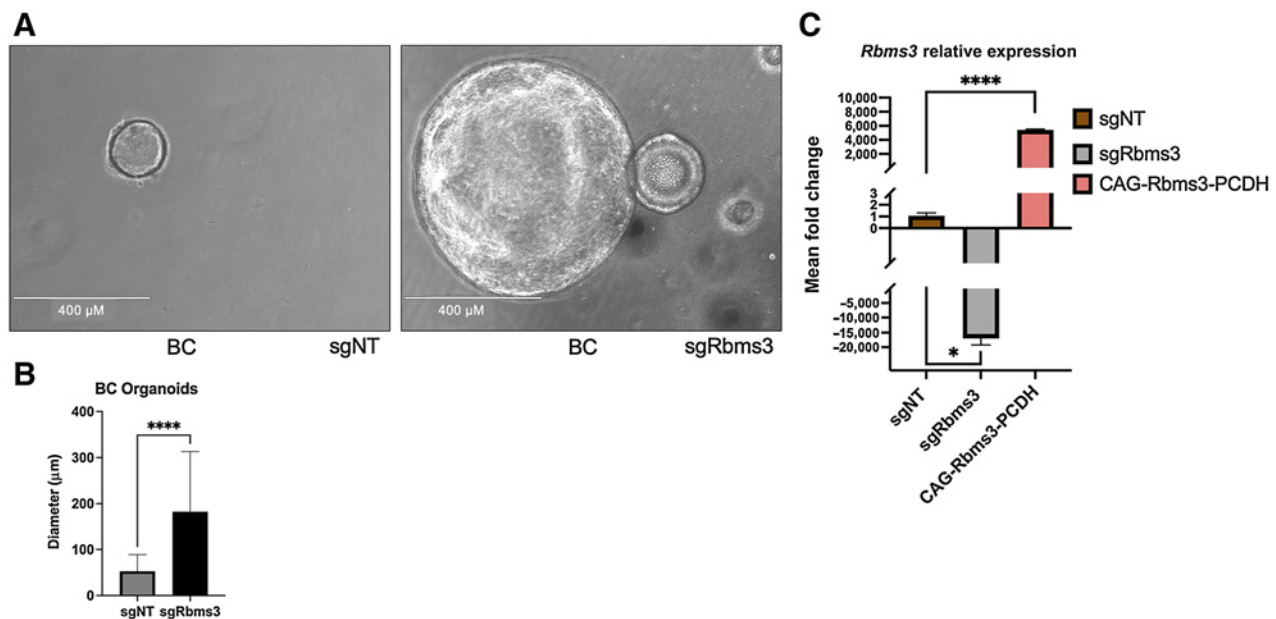 A
400 μM
BC sgNT
400 μM
BC sgRbms3
B
BC Organoids
Diameter (μm)
400
300
200
100
0
****
sgNT sgRbms3
C
Rbms3 relative expression
Mean fold change
****
10,000
8,000
6,000
4,000
2,000
3
2
1
0
-5,000
-10,000
-15,000
-20,000
*
sgNT
sgRbms3
CAG-Rbms3-PCDH
sgNT
sgRbms3
CAG-Rbms3-PCDH